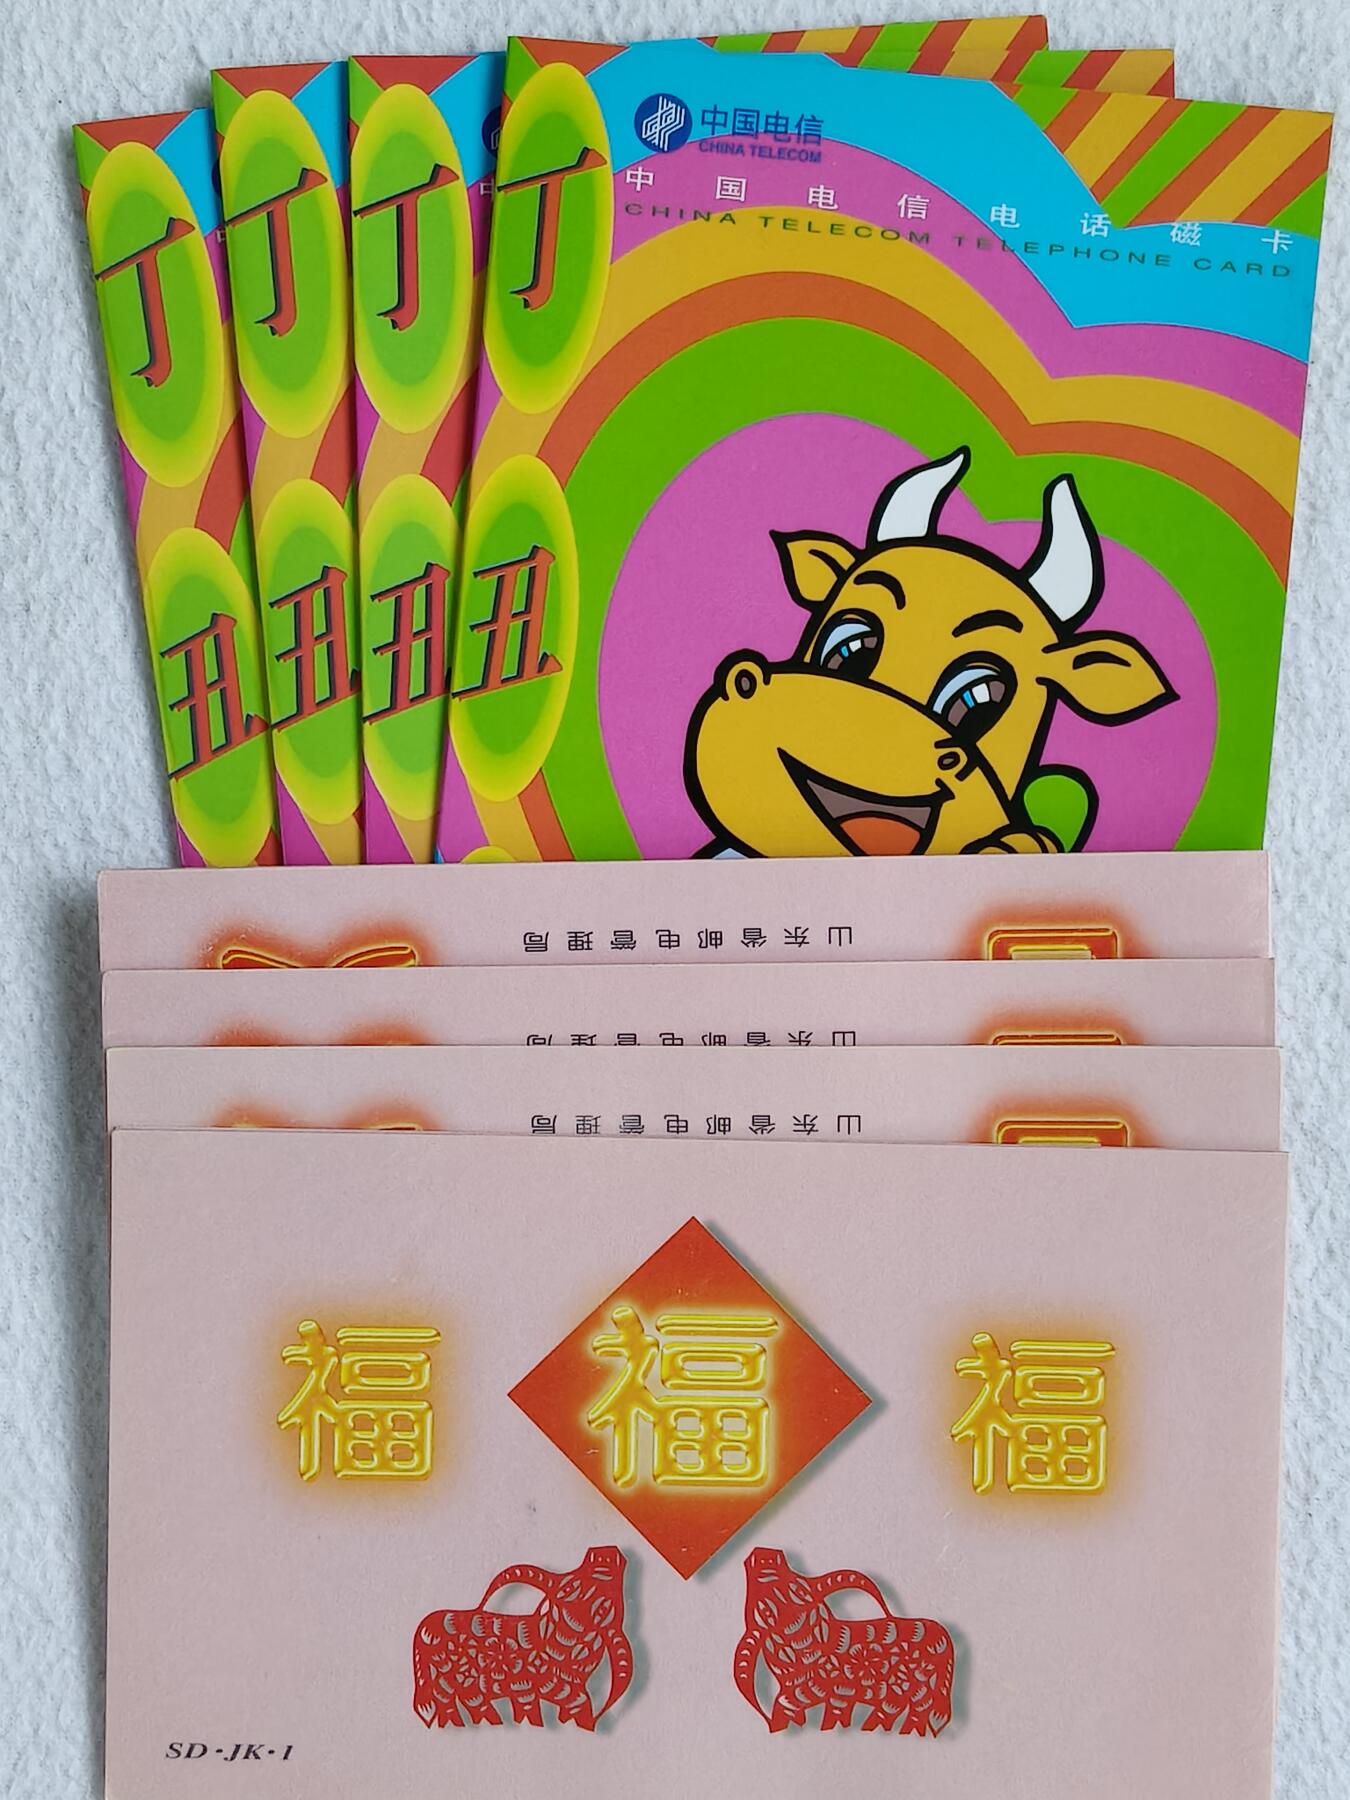 中国电信
CHINA TELECOM
中国电信电话磁卡
CHINA TELECOM TELEPHONE CARD
丁 丁 丁 丁
丑 丑 丑 丑
山东省邮电管理局
山东省邮电管理局
山东省邮电管理局
福 福 福
SD·JK·1